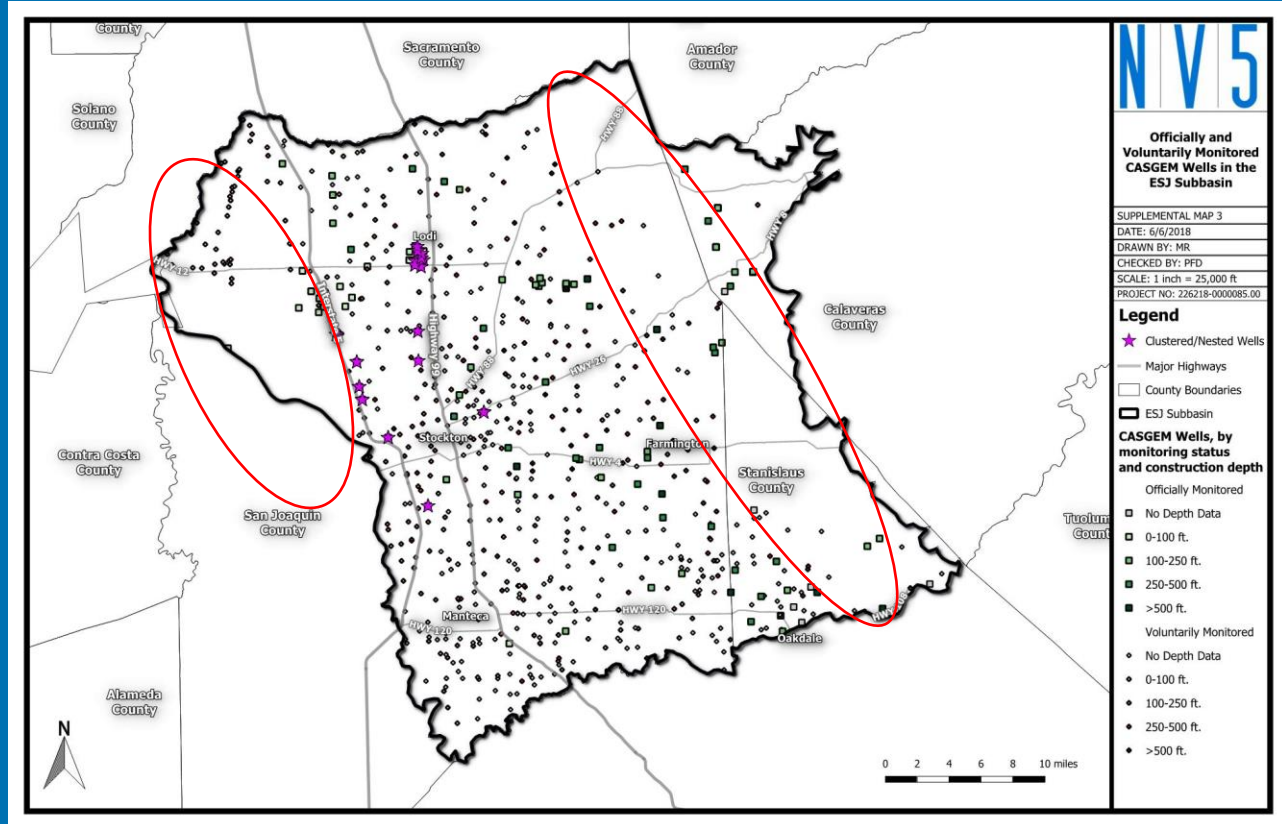 County
Sacramento
County
Amador
County
Solano
County
HWY-88
Lodi
HWY-12
Interstate 5
Highway 99
HWY-88
HWY-26
Calaveras
County
Stockton
Farmington
HWY-4
Contra Costa
County
Stanislaus
County
San Joaquin
County
Tuolum
Count
HWY-120
Manteca
HWY-120
Oakdale
Alameda
County
N
0 2 4 6 8 10 miles
NV5
Officially and
Voluntarily Monitored
CASGEM Wells in the
ESJ Subbasin
SUPPLEMENTAL MAP 3
DATE: 6/6/2018
DRAWN BY: MR
CHECKED BY: PFD
SCALE: 1 inch = 25,000 ft
PROJECT NO: 226218-0000085.00
Legend
Clustered/Nested Wells
Major Highways
County Boundaries
ESJ Subbasin
CASGEM Wells, by
monitoring status
and construction depth
Officially Monitored
No Depth Data
0-100 ft.
100-250 ft.
250-500 ft.
>500 ft.
Voluntarily Monitored
No Depth Data
0-100 ft.
100-250 ft.
250-500 ft.
>500 ft.